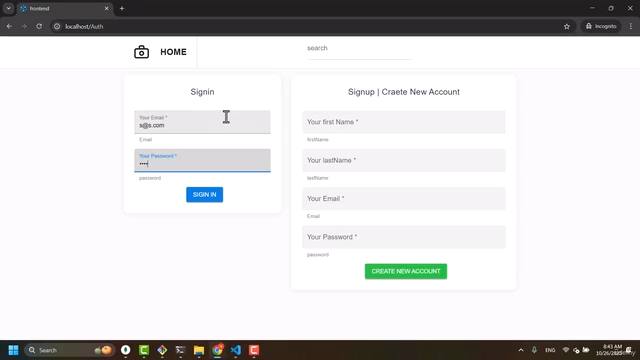 frontend
localhost/Auth
Incognito
HOME
search
Signin
Your Email *
s@s.com
Email
Your Password *
••••
password
SIGN IN
Signup | Craete New Account
Your first Name *
firstName
Your lastName *
lastName
Your Email *
Email
Your Password *
password
CREATE NEW ACCOUNT
Search
ENG
8:43 AM